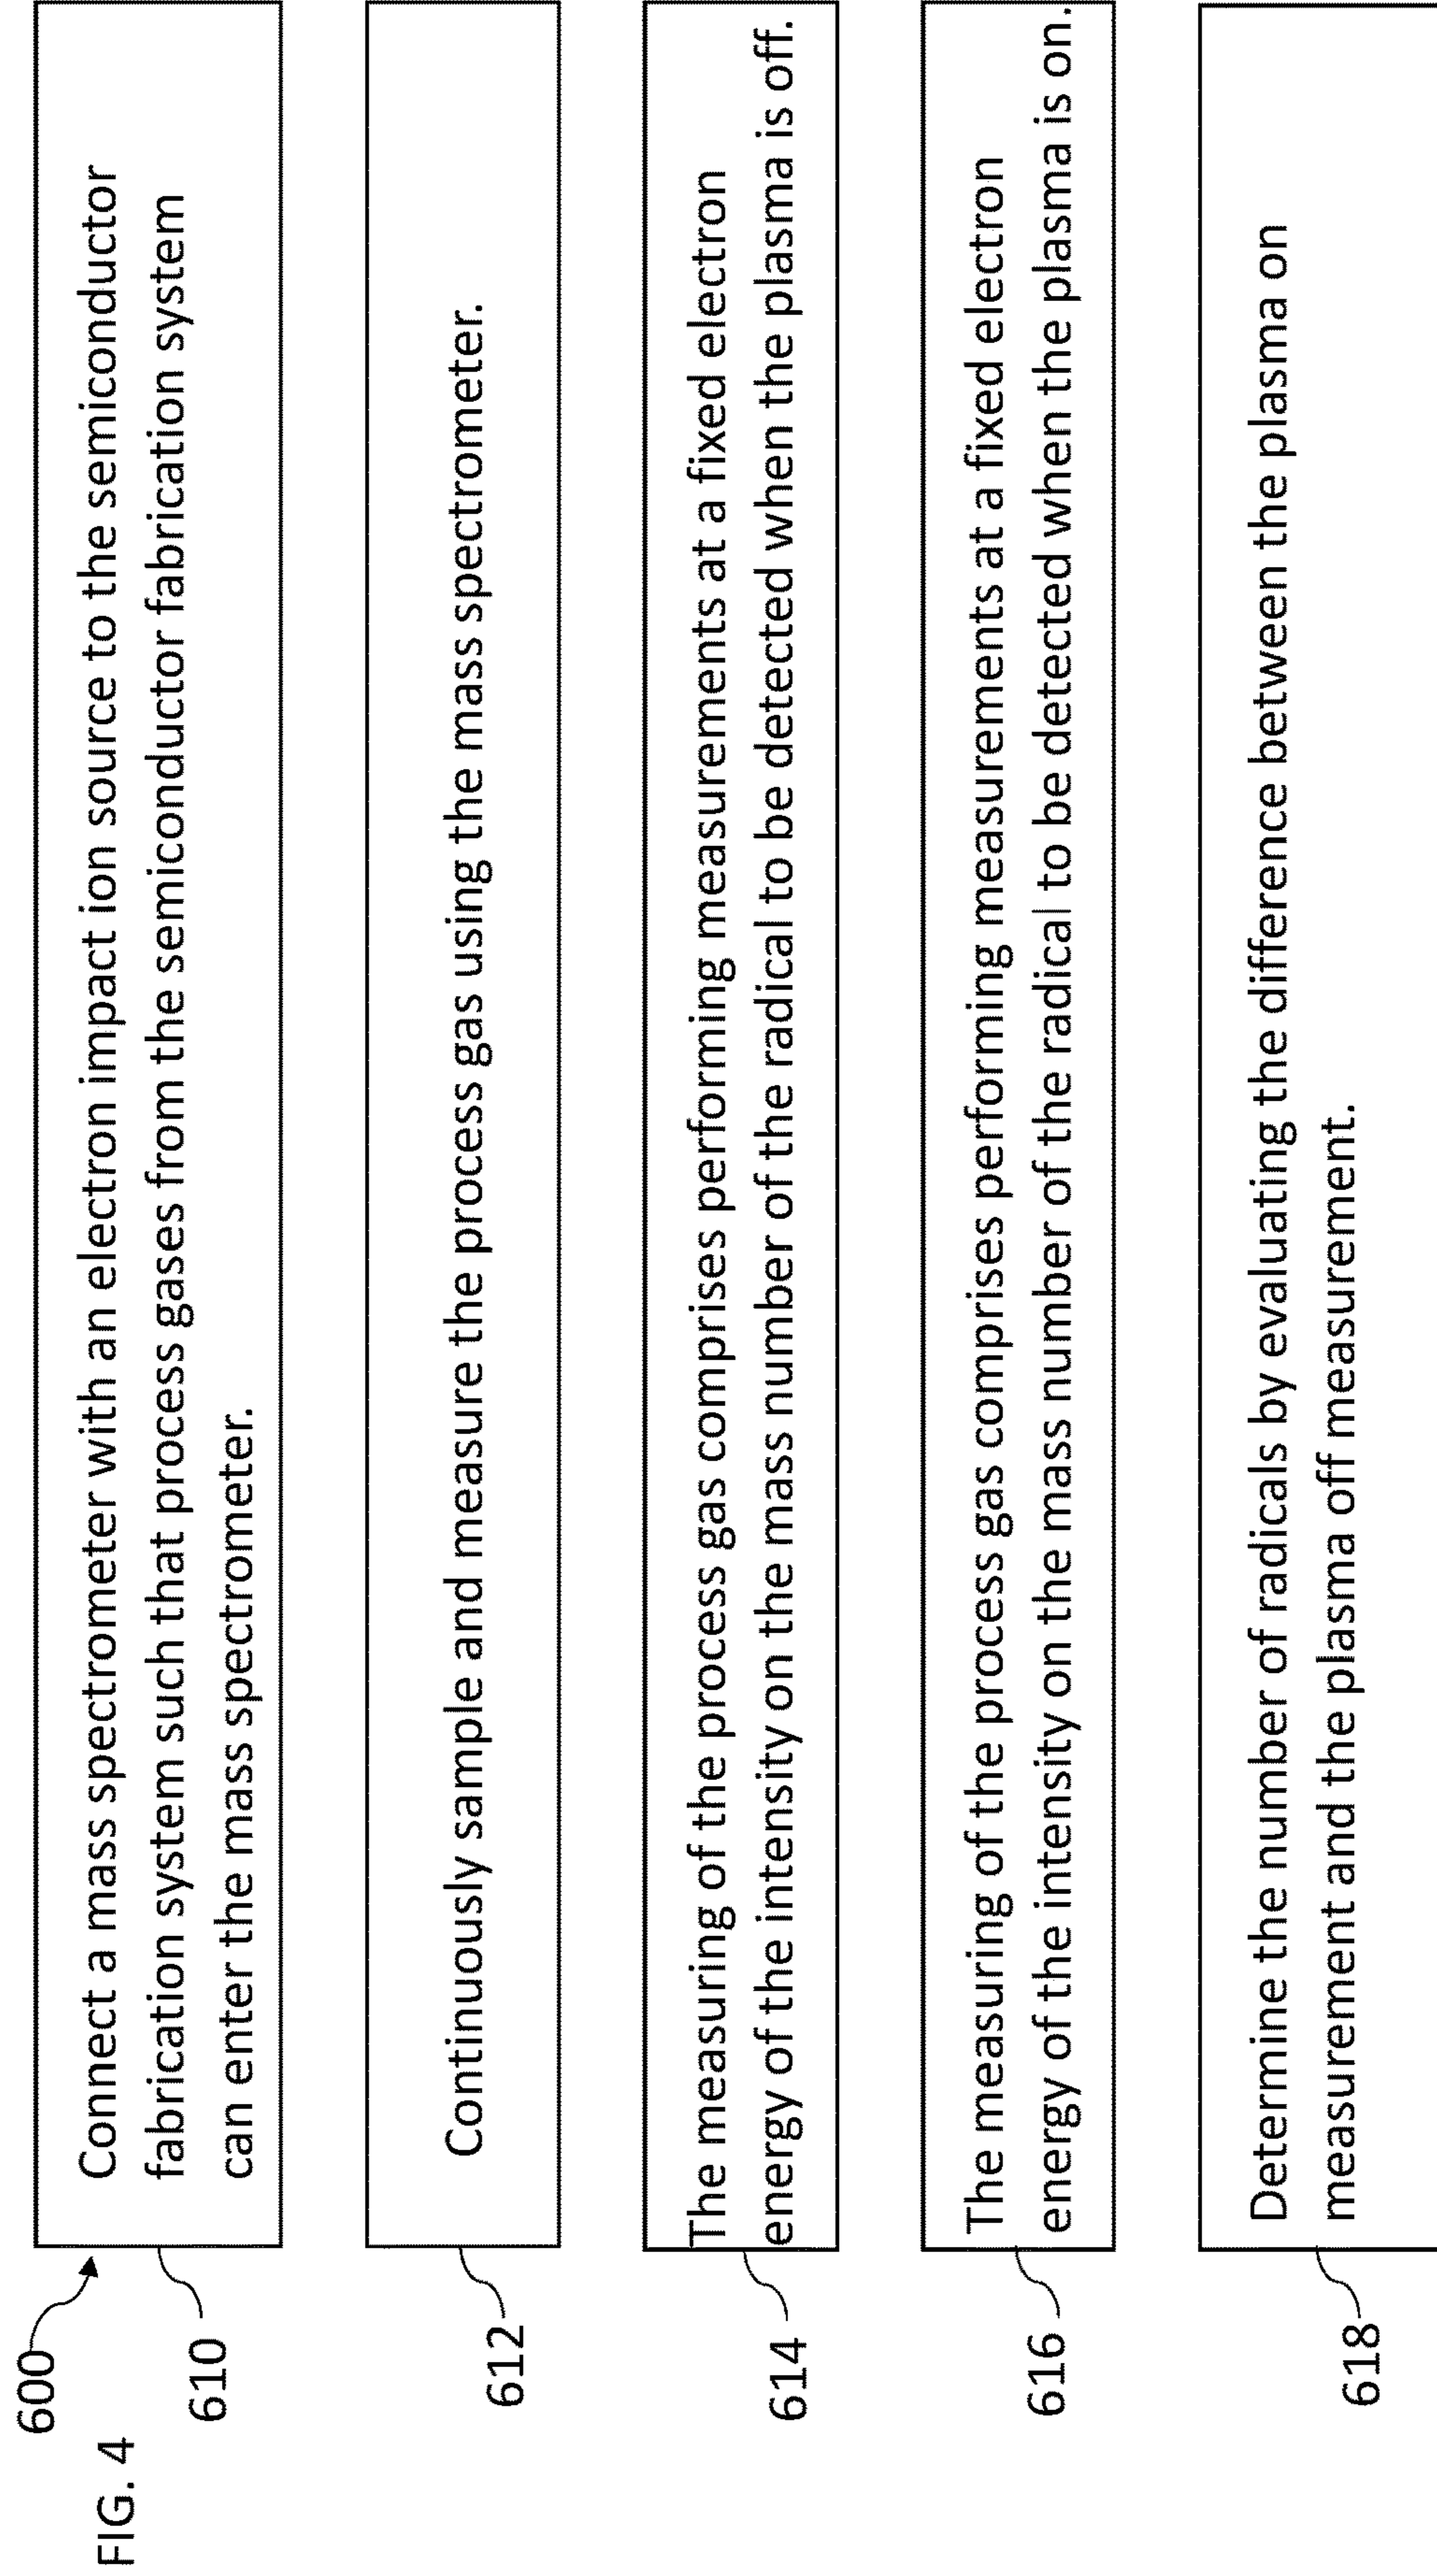 FIG. 4
600
610
Connect a mass spectrometer with an electron impact ion source to the semiconductor
fabrication system such that process gases from the semiconductor fabrication system
can enter the mass spectrometer.
612
Continuously sample and measure the process gas using the mass spectrometer.
614
The measuring of the process gas comprises performing measurements at a fixed electron
energy of the intensity on the mass number of the radical to be detected when the plasma is off.
616
The measuring of the process gas comprises performing measurements at a fixed electron
energy of the intensity on the mass number of the radical to be detected when the plasma is on.
618
Determine the number of radicals by evaluating the difference between the plasma on
measurement and the plasma off measurement.